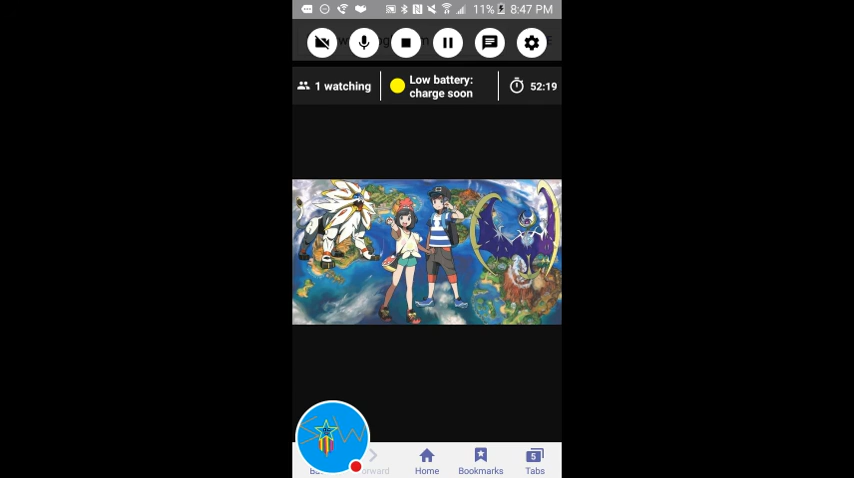 11% 8:47 PM
1 watching
Low battery:
charge soon
52:19
Home
Bookmarks
5
Tabs